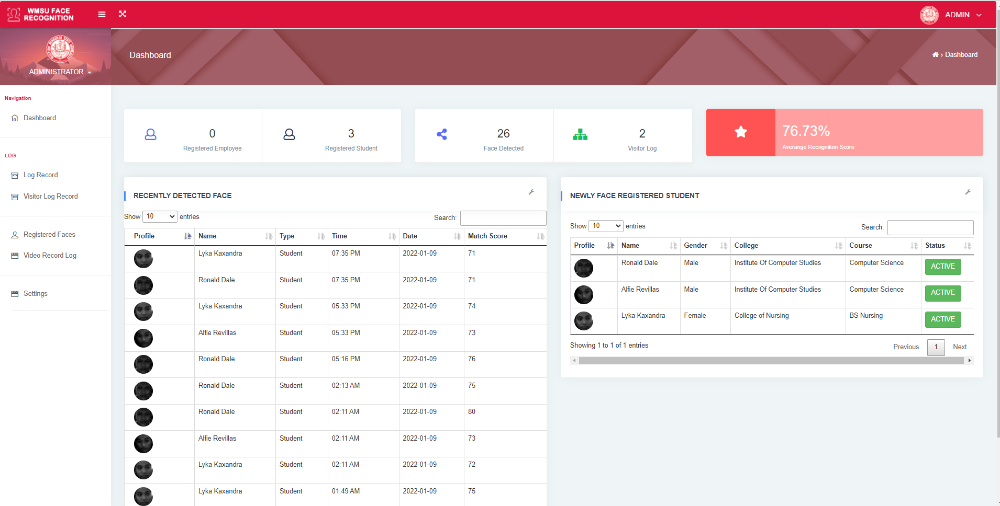 WMSU FACE
RECOGNITION
ADMIN
ADMINISTRATOR
Dashboard
Dashboard
Navigation
Dashboard
LOG
Log Record
Visitor Log Record
Registered Faces
Video Record Log
Settings
0
Registered Employee
3
Registered Student
26
Face Detected
2
Visitor Log
76.73%
Averange Recognition Score
RECENTLY DETECTED FACE
Show 10 entries Search:
Profile Name Type Time Date Match Score
Lyka Kaxandra Student 07:35 PM 2022-01-09 71
Ronald Dale Student 07:35 PM 2022-01-09 71
Lyka Kaxandra Student 05:33 PM 2022-01-09 74
Alfie Revillas Student 05:33 PM 2022-01-09 73
Ronald Dale Student 05:16 PM 2022-01-09 76
Ronald Dale Student 02:13 AM 2022-01-09 75
Ronald Dale Student 02:11 AM 2022-01-09 80
Alfie Revillas Student 02:11 AM 2022-01-09 73
Lyka Kaxandra Student 02:11 AM 2022-01-09 72
Lyka Kaxandra Student 01:49 AM 2022-01-09 75
NEWLY FACE REGISTERED STUDENT
Show 10 entries Search:
Profile Name Gender College Course Status
Ronald Dale Male Institute Of Computer Studies Computer Science ACTIVE
Alfie Revillas Male Institute Of Computer Studies Computer Science ACTIVE
Lyka Kaxandra Female College of Nursing BS Nursing ACTIVE
Showing 1 to 1 of 1 entries
Previous 1 Next